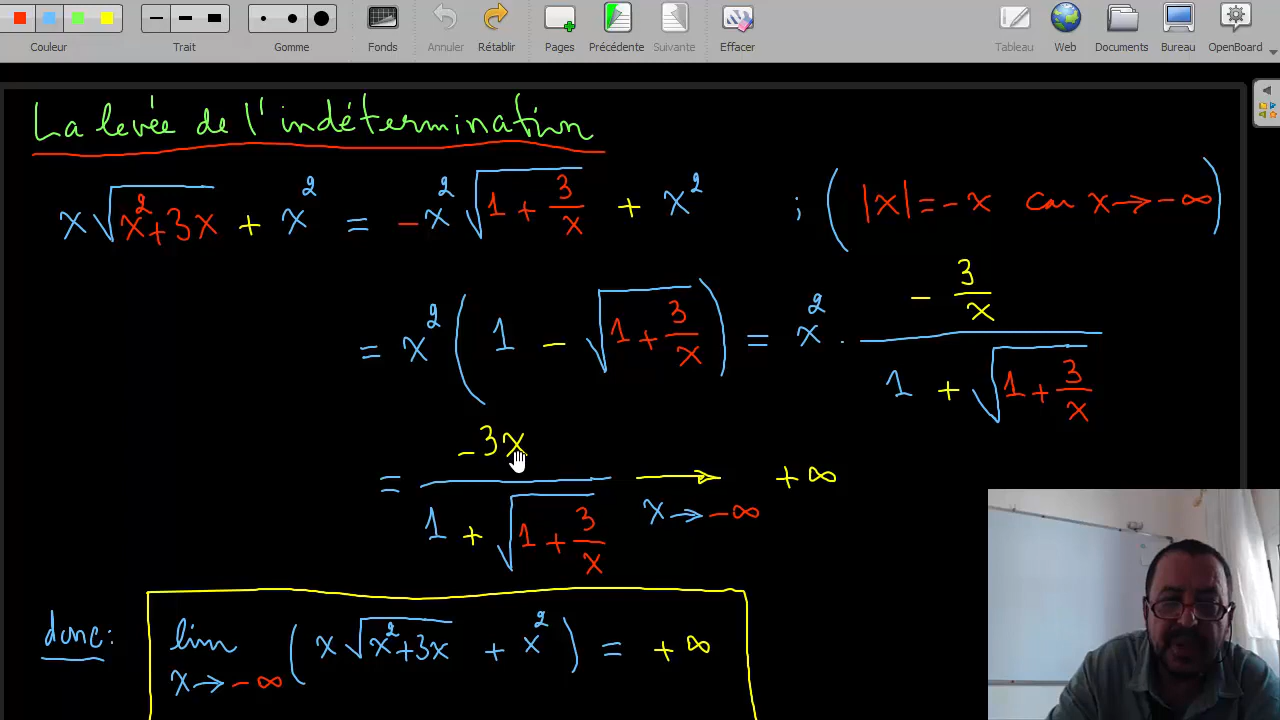 Couleur Trait Gomme Fonds Annuler Rétablir Pages Précédente Suivante Effacer Tableau Web Documents Bureau OpenBoard
La levée de l'indétermination
x√(x²+3x) + x² = -x²√(1 + 3/x) + x² ; (|x| = -x car x → -∞)
= x² (1 - √(1 + 3/x)) = x² · (-3/x)/(1 + √(1 + 3/x))
= -3x/(1 + √(1 + 3/x)) → +∞
x → -∞
donc: lim (x√(x²+3x) + x²) = +∞
x → -∞